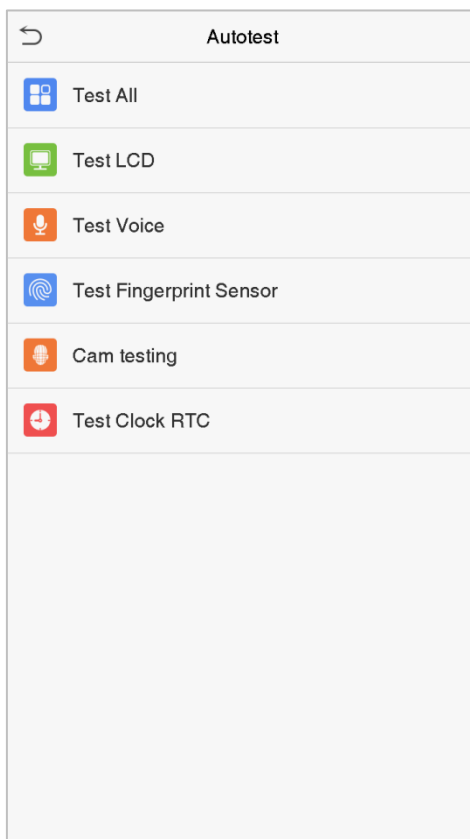 Autotest
Test All
Test LCD
Test Voice
Test Fingerprint Sensor
Cam testing
Test Clock RTC